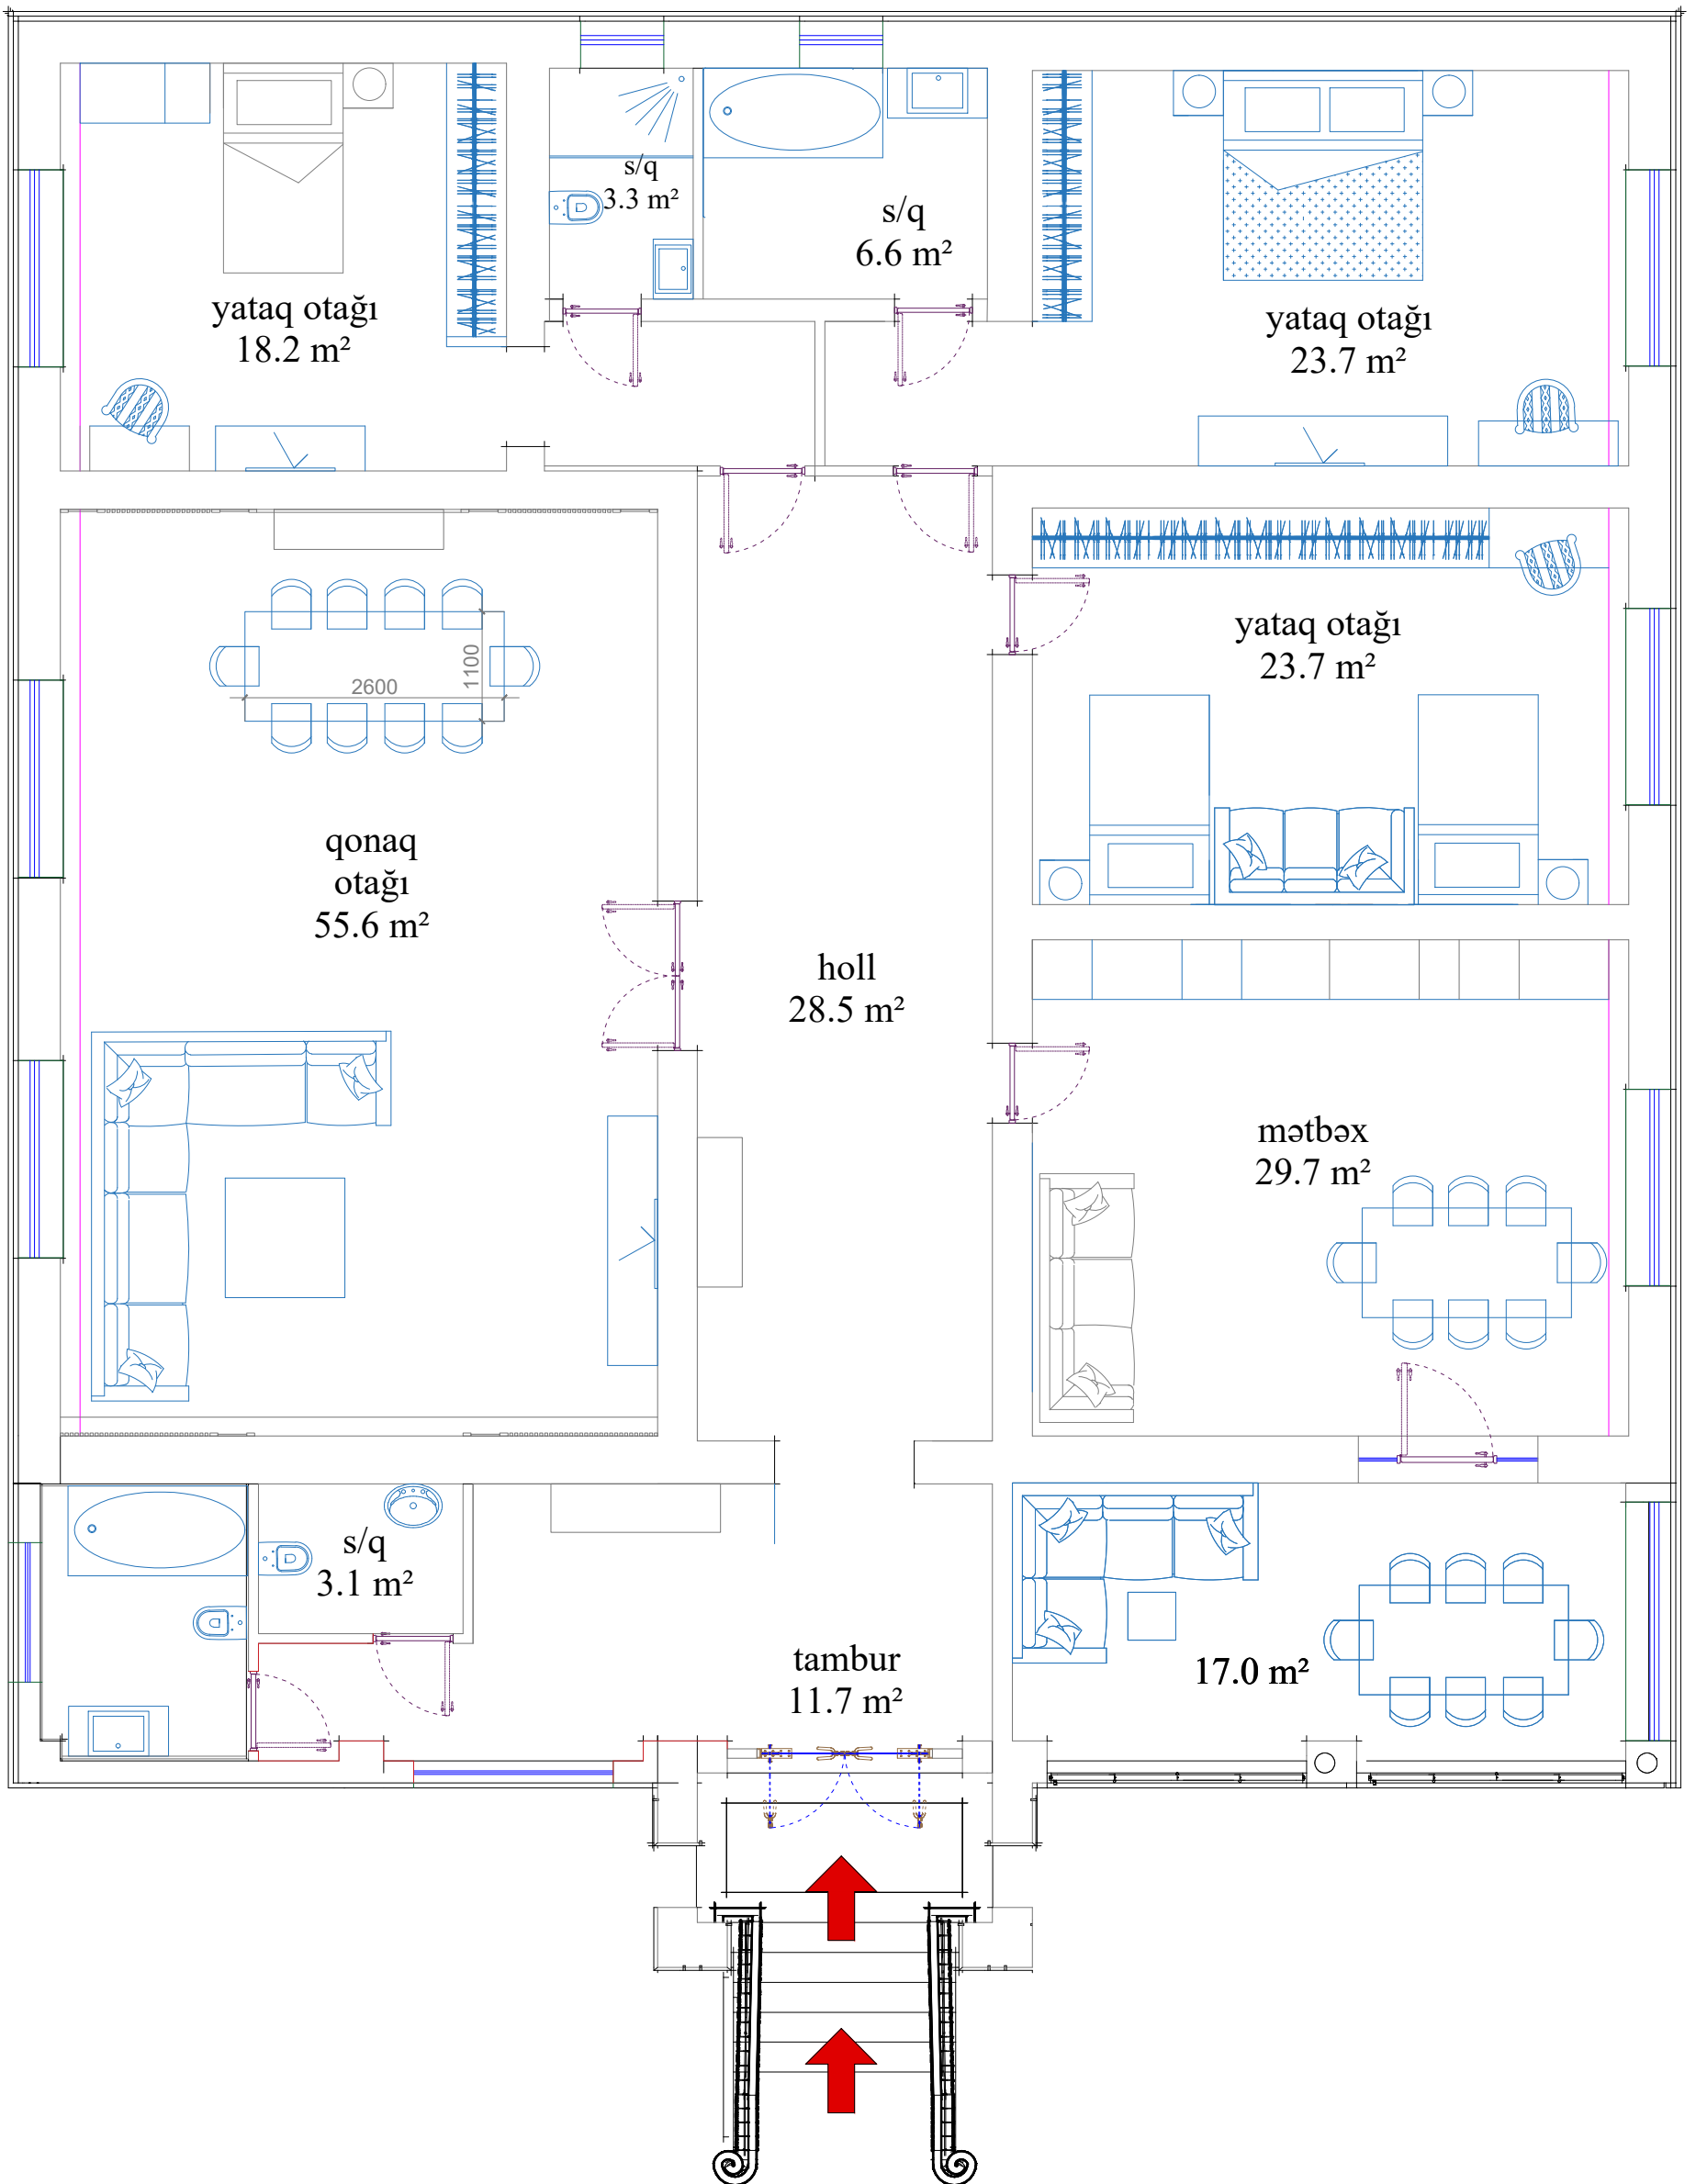 s/q
3.3 m²
s/q
6.6 m²
yataq otağı
18.2 m²
yataq otağı
23.7 m²
yataq otağı
23.7 m²
1100
2600
qonaq
otağı
55.6 m²
holl
28.5 m²
mətbəx
29.7 m²
s/q
3.1 m²
tambur
11.7 m²
17.0 m²